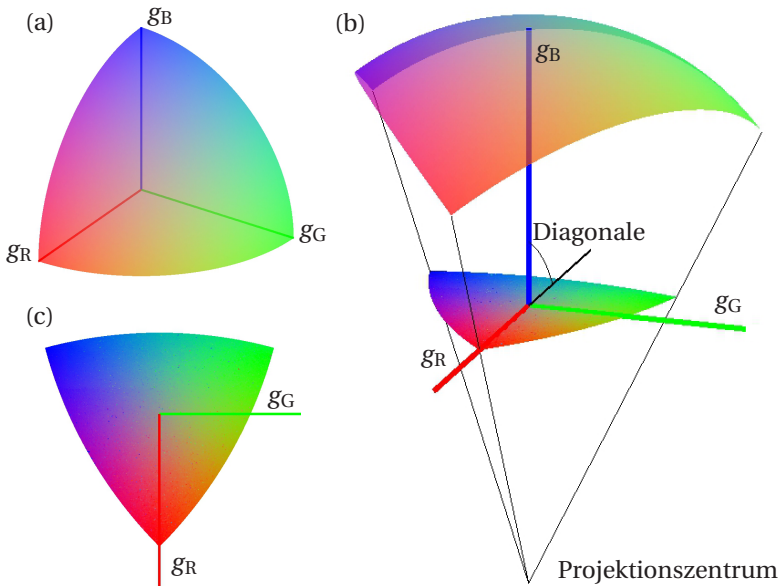 (a)
gB
gR
gG
(b)
gB
Diagonale
gG
gR
Projektionszentrum
(c)
gG
gR